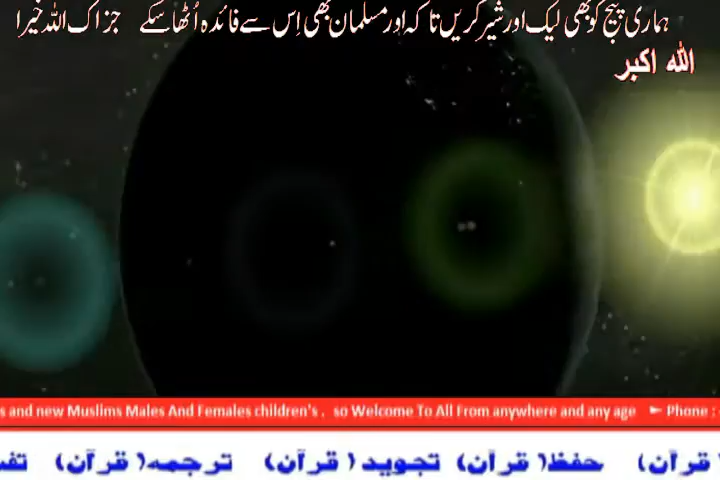 ہماری پیج کو بھی لیک اور شیر کریں تا کہ اور مسلمان بھی اِس سے فائدہ اُٹھا سکے جزاک اللہ خیرا
اللہ اکبر
s and new Muslims Males And Females children's , so Welcome To All From anywhere and any age ► Phone :
( قرآن) حفظ( قرآن) تجوید ( قرآن) ترجمہ( قرآن) تف